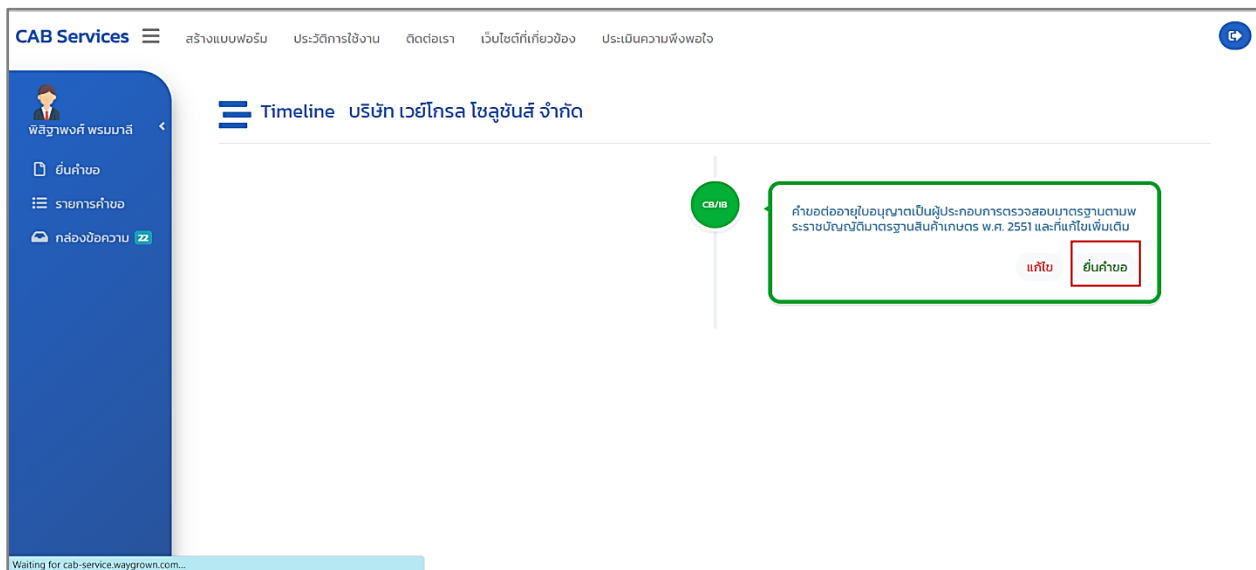 CAB Services สร้างแบบฟอร์ม ประวัติการใช้งาน ติดต่อเรา เว็บไซต์ที่เกี่ยวข้อง ประเมินความพึงพอใจ
พิสิฐาพงศ์ พรมมาลี
ยื่นคำขอ
รายการคำขอ
กล่องข้อความ 22
Timeline บริษัท เวย์โกรล โซลูชันส์ จำกัด
CB/IB
คำขอต่ออายุใบอนุญาตเป็นผู้ประกอบการตรวจสอบมาตรฐานตามพ
ระราชบัญญัติมาตรฐานสินค้าเกษตร พ.ศ. 2551 และที่แก้ไขเพิ่มเติม
แก้ไข ยื่นคำขอ
Waiting for cab-service.waygrown.com...